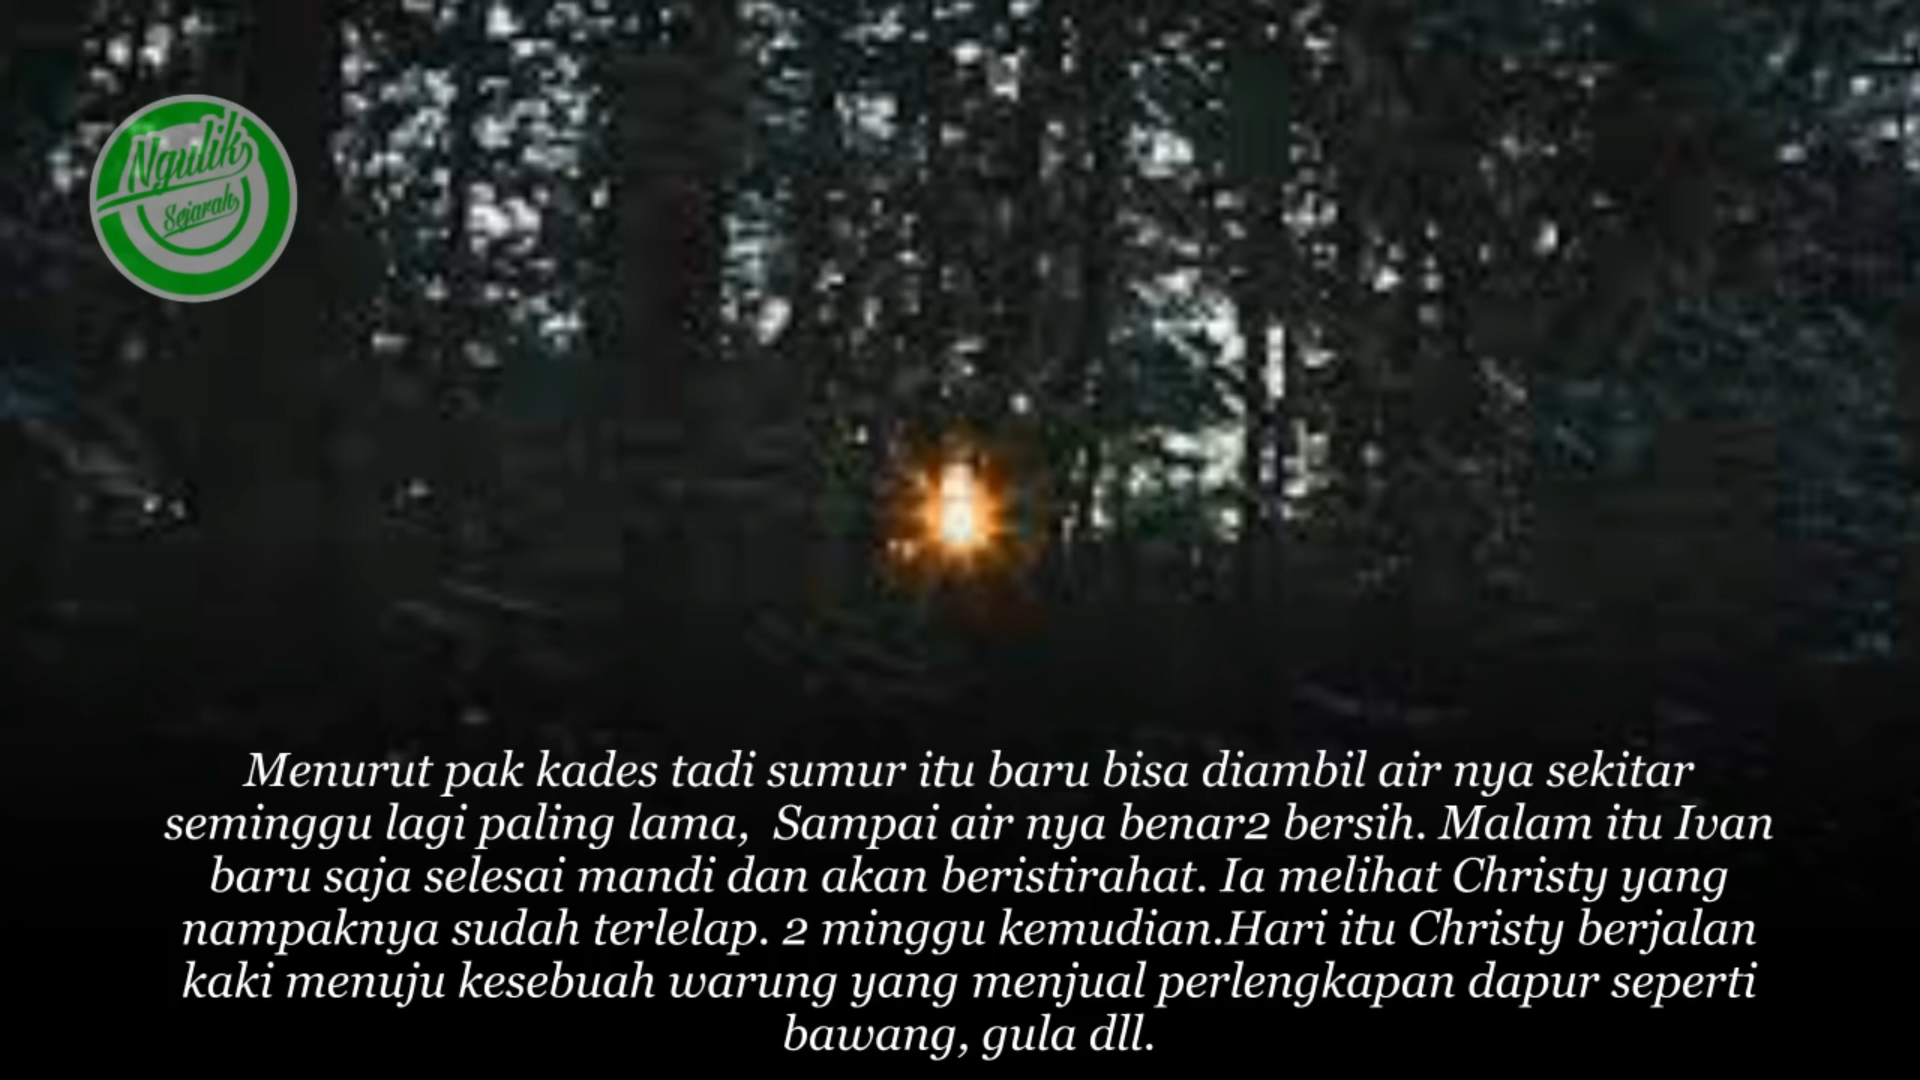 Ngulik
Sejarah
Menurut pak kades tadi sumur itu baru bisa diambil air nya sekitar
seminggu lagi paling lama,  Sampai air nya benar2 bersih. Malam itu Ivan
baru saja selesai mandi dan akan beristirahat. Ia melihat Christy yang
nampaknya sudah terlelap. 2 minggu kemudian.Hari itu Christy berjalan
kaki menuju kesebuah warung yang menjual perlengkapan dapur seperti
bawang, gula dll.